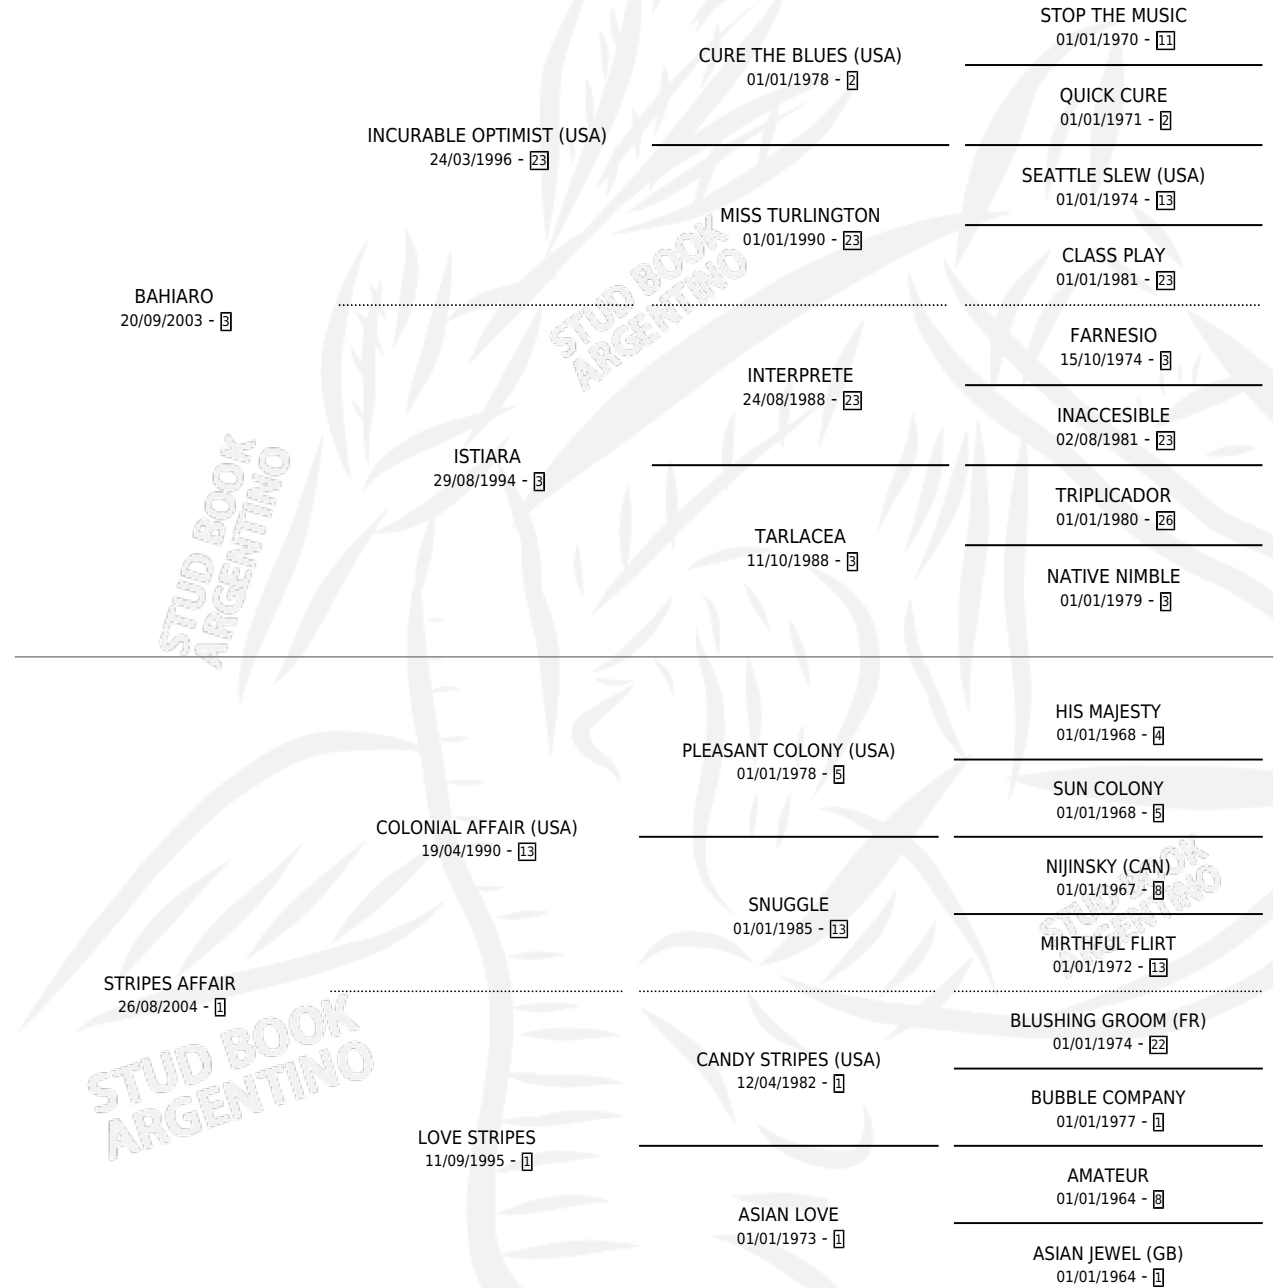 STOP THE MUSIC
01/01/1970 - 11
CURE THE BLUES (USA)
01/01/1978 - 2
QUICK CURE
01/01/1971 - 2
INCURABLE OPTIMIST (USA)
24/03/1996 - 23
SEATTLE SLEW (USA)
01/01/1974 - 13
MISS TURLINGTON
01/01/1990 - 23
CLASS PLAY
01/01/1981 - 23
BAHIARO
20/09/2003 - 3
FARNESIO
15/10/1974 - 3
INTERPRETE
24/08/1988 - 23
INACCESIBLE
02/08/1981 - 23
ISTIARA
29/08/1994 - 3
TRIPLICADOR
01/01/1980 - 26
TARLACEA
11/10/1988 - 3
NATIVE NIMBLE
01/01/1979 - 3
HIS MAJESTY
01/01/1968 - 4
PLEASANT COLONY (USA)
01/01/1978 - 5
SUN COLONY
01/01/1968 - 5
COLONIAL AFFAIR (USA)
19/04/1990 - 13
NIJINSKY (CAN)
01/01/1967 - 8
SNUGGLE
01/01/1985 - 13
MIRTHFUL FLIRT
01/01/1972 - 13
STRIPES AFFAIR
26/08/2004 - 1
BLUSHING GROOM (FR)
01/01/1974 - 22
CANDY STRIPES (USA)
12/04/1982 - 1
BUBBLE COMPANY
01/01/1977 - 1
LOVE STRIPES
11/09/1995 - 1
AMATEUR
01/01/1964 - 8
ASIAN LOVE
01/01/1973 - 1
ASIAN JEWEL (GB)
01/01/1964 - 1
STUD BOOK
ARGENTINO
STUD BOOK
ARGENTINO
STUD BOOK
ARGENTINO
STUD BOOK
ARGENTINO